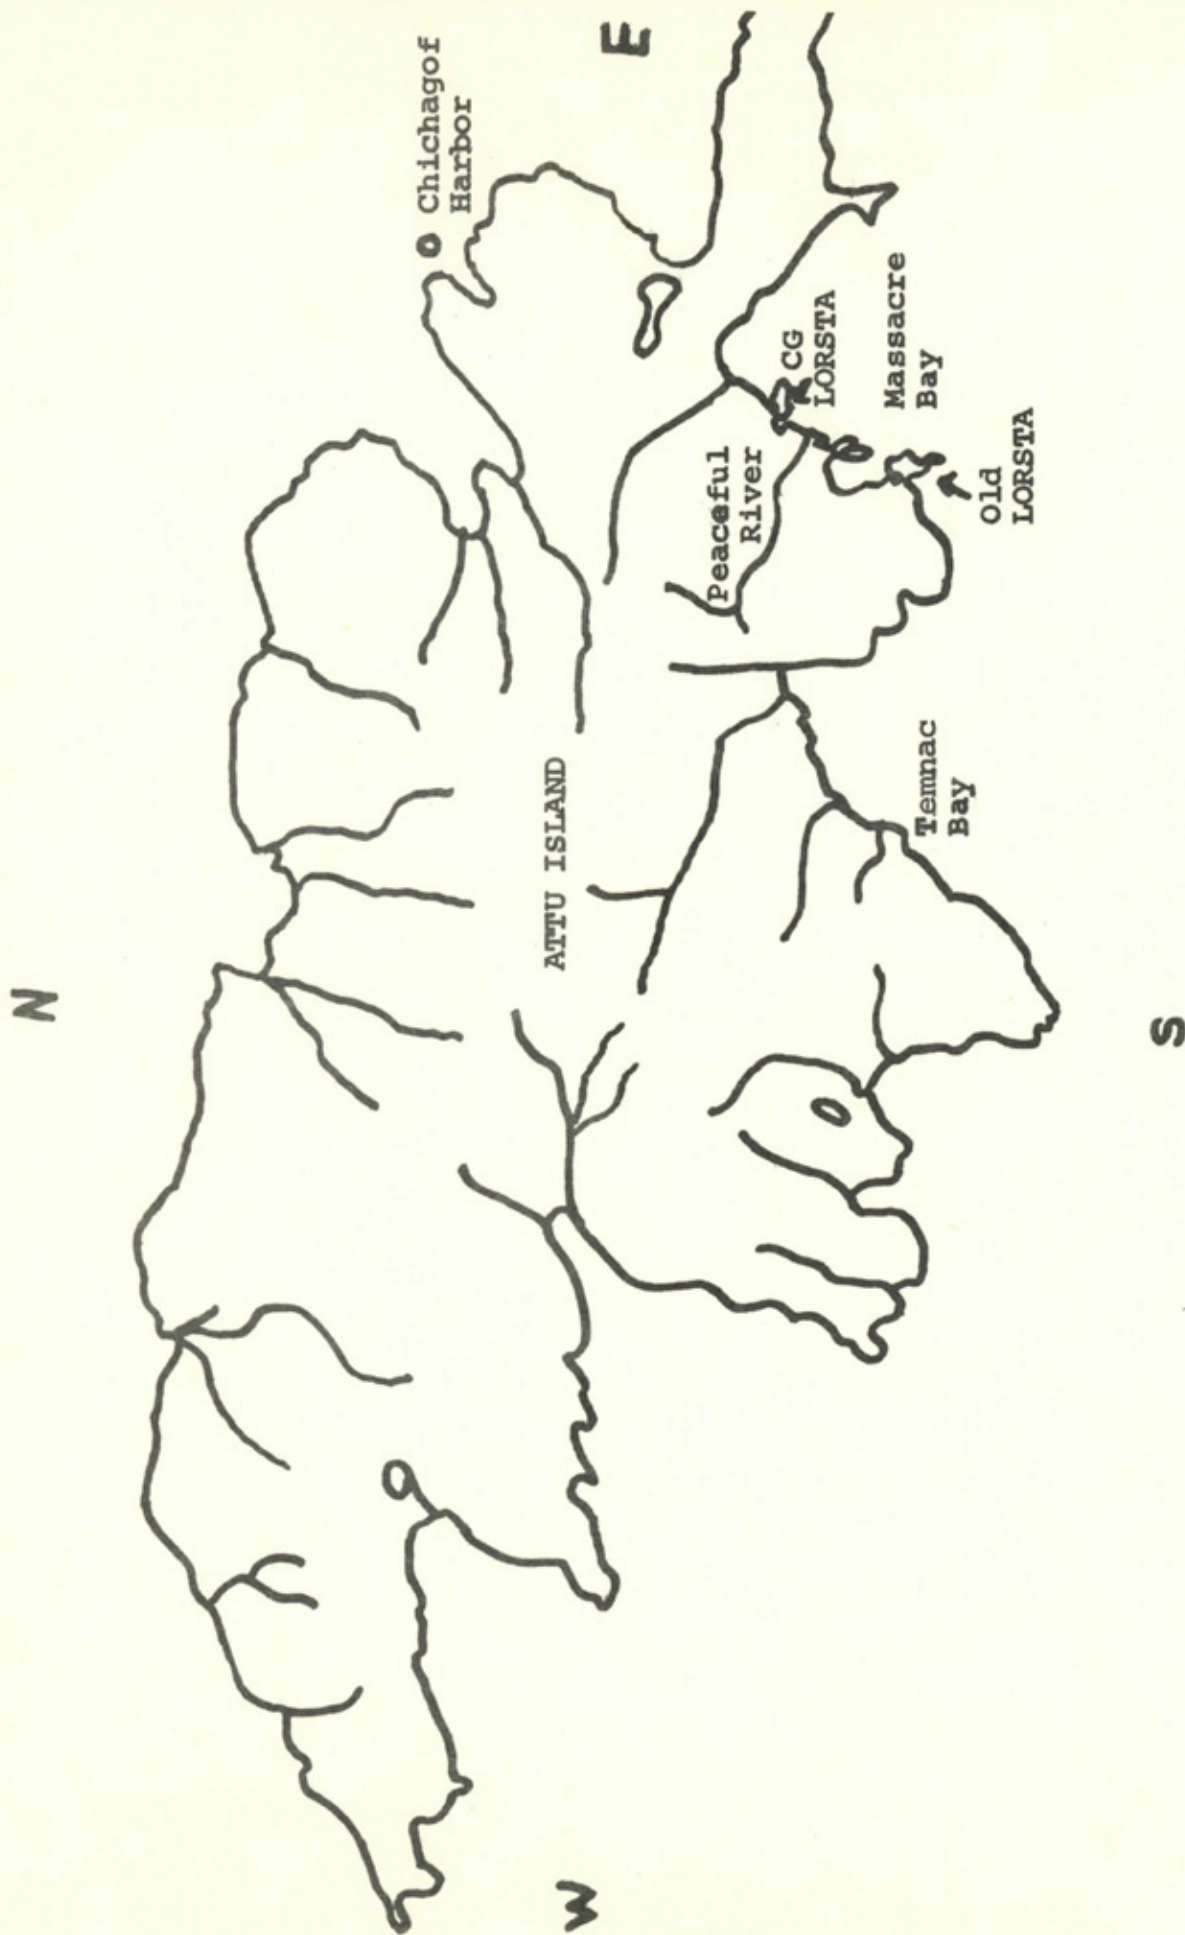 N
Chichagof
Harbor
E
ATTU ISLAND
Peaceful
River
CG
LORSTA
Massacre
Bay
Old
LORSTA
Temnac
Bay
W
S